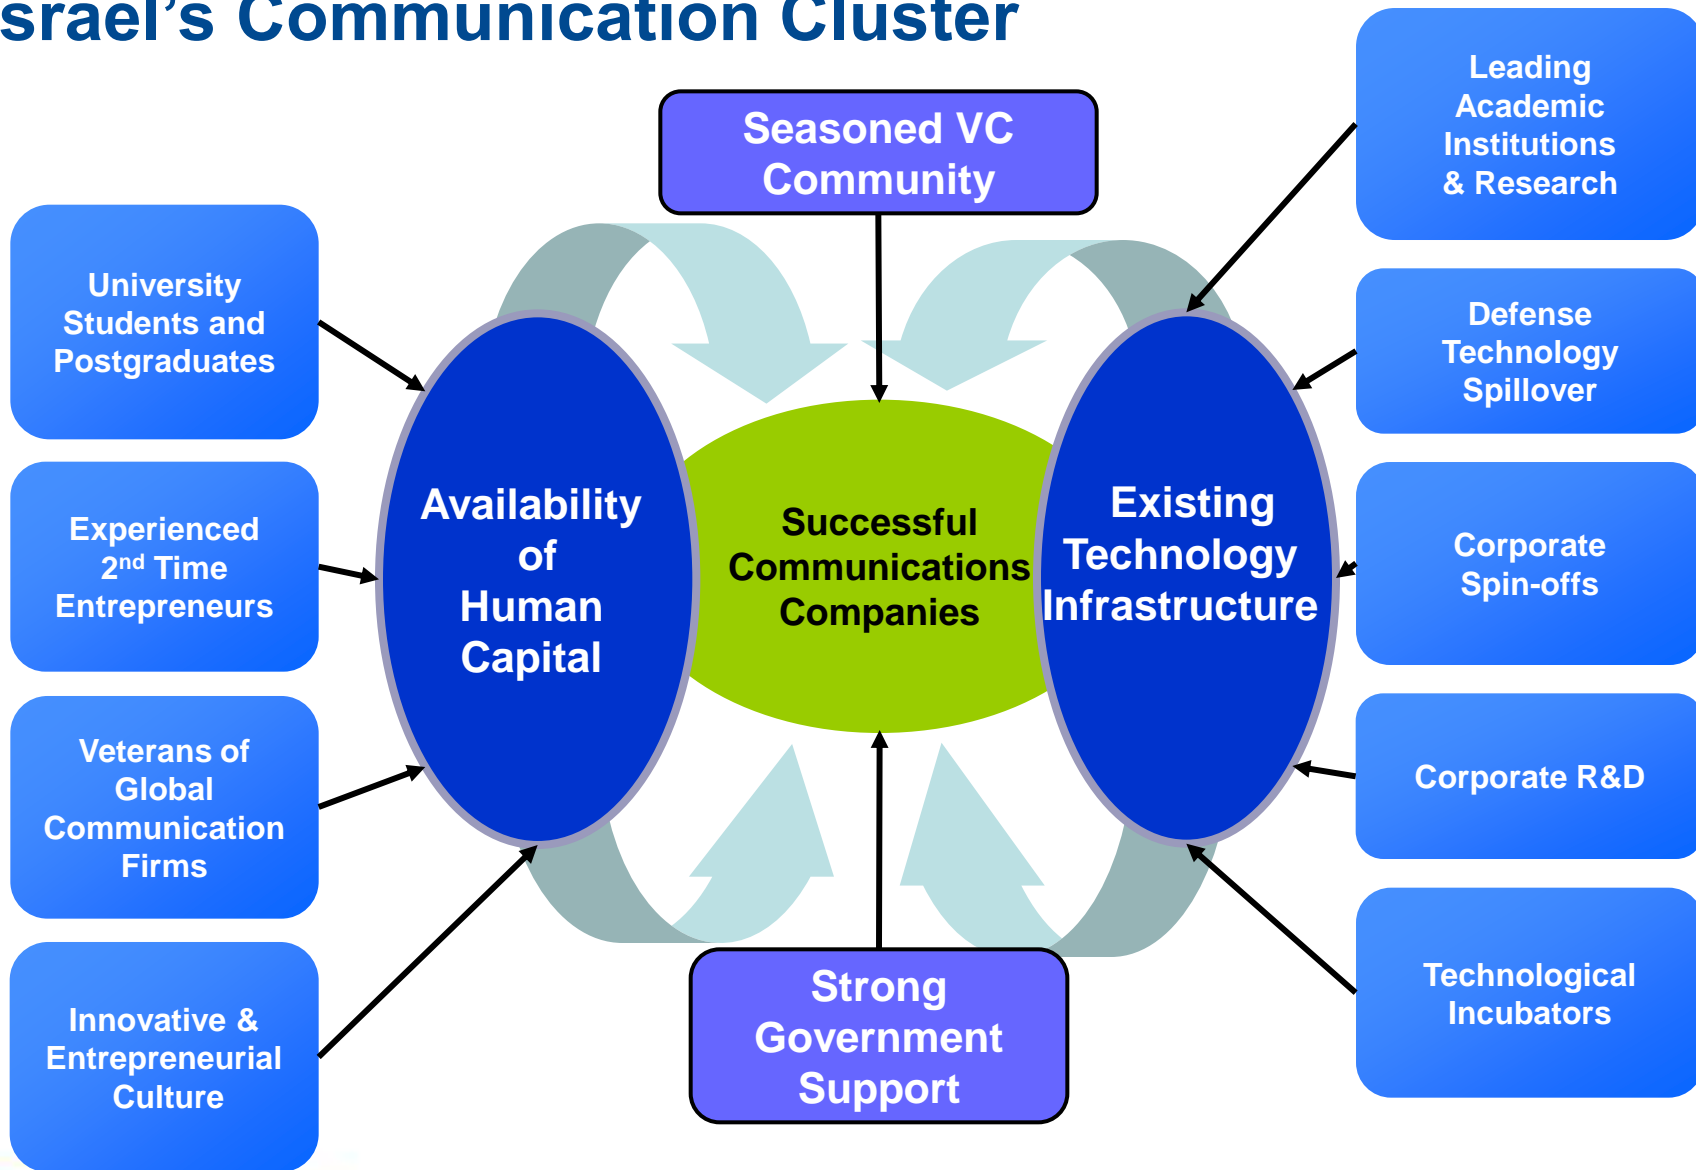 srael's Communication Cluster
Seasoned VC
Community
Leading
Academic
Institutions
& Research
University
Students and
Postgraduates
Defense
Technology
Spillover
Experienced
2nd Time
Entrepreneurs
Availability
of
Human
Capital
Successful
Communications
Companies
Existing
Technology
Infrastructure
Corporate
Spin-offs
Veterans of
Global
Communication
Firms
Corporate R&D
Innovative &
Entrepreneurial
Culture
Strong
Government
Support
Technological
Incubators